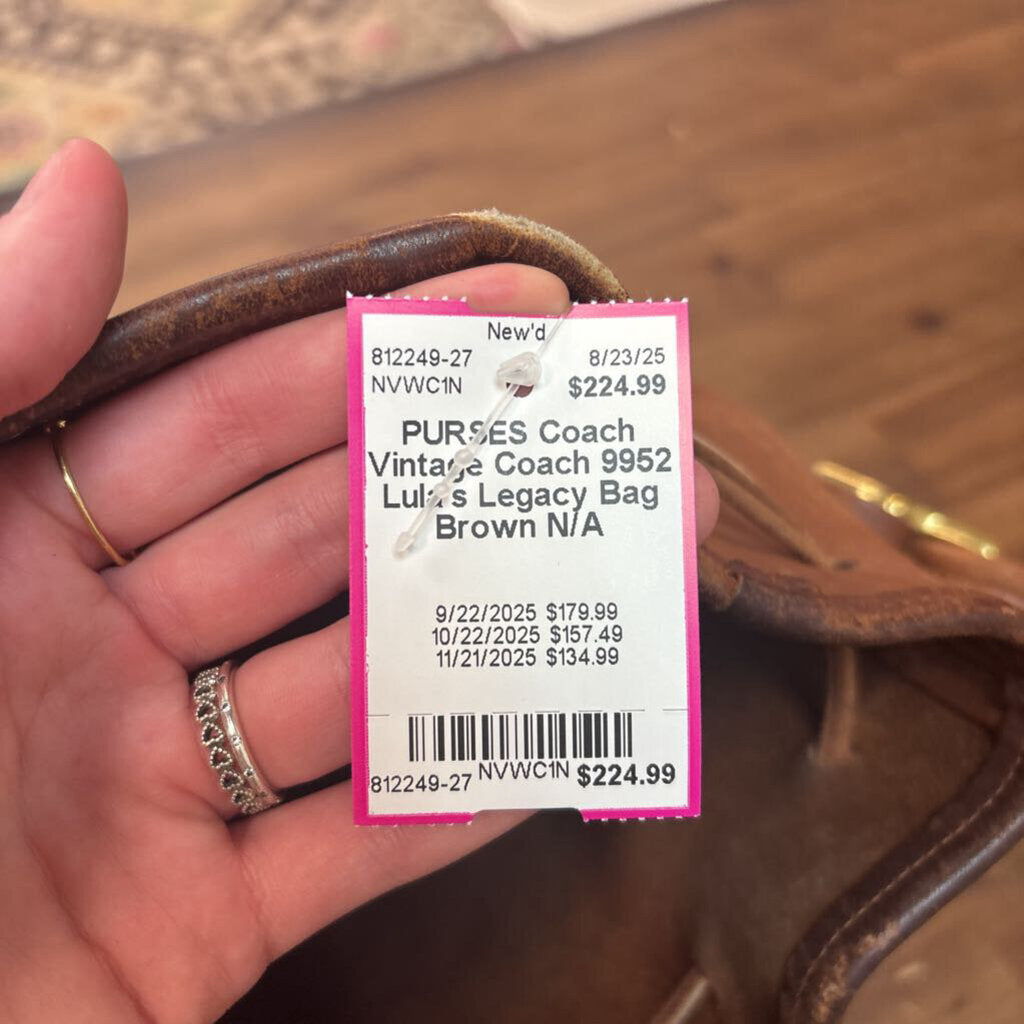 New'd
812249-27 8/23/25
NVWC1N $224.99
PURSES Coach
Vintage Coach 9952
Lula's Legacy Bag
Brown N/A
9/22/2025 $179.99
10/22/2025 $157.49
11/21/2025 $134.99
812249-27 NVWC1N $224.99